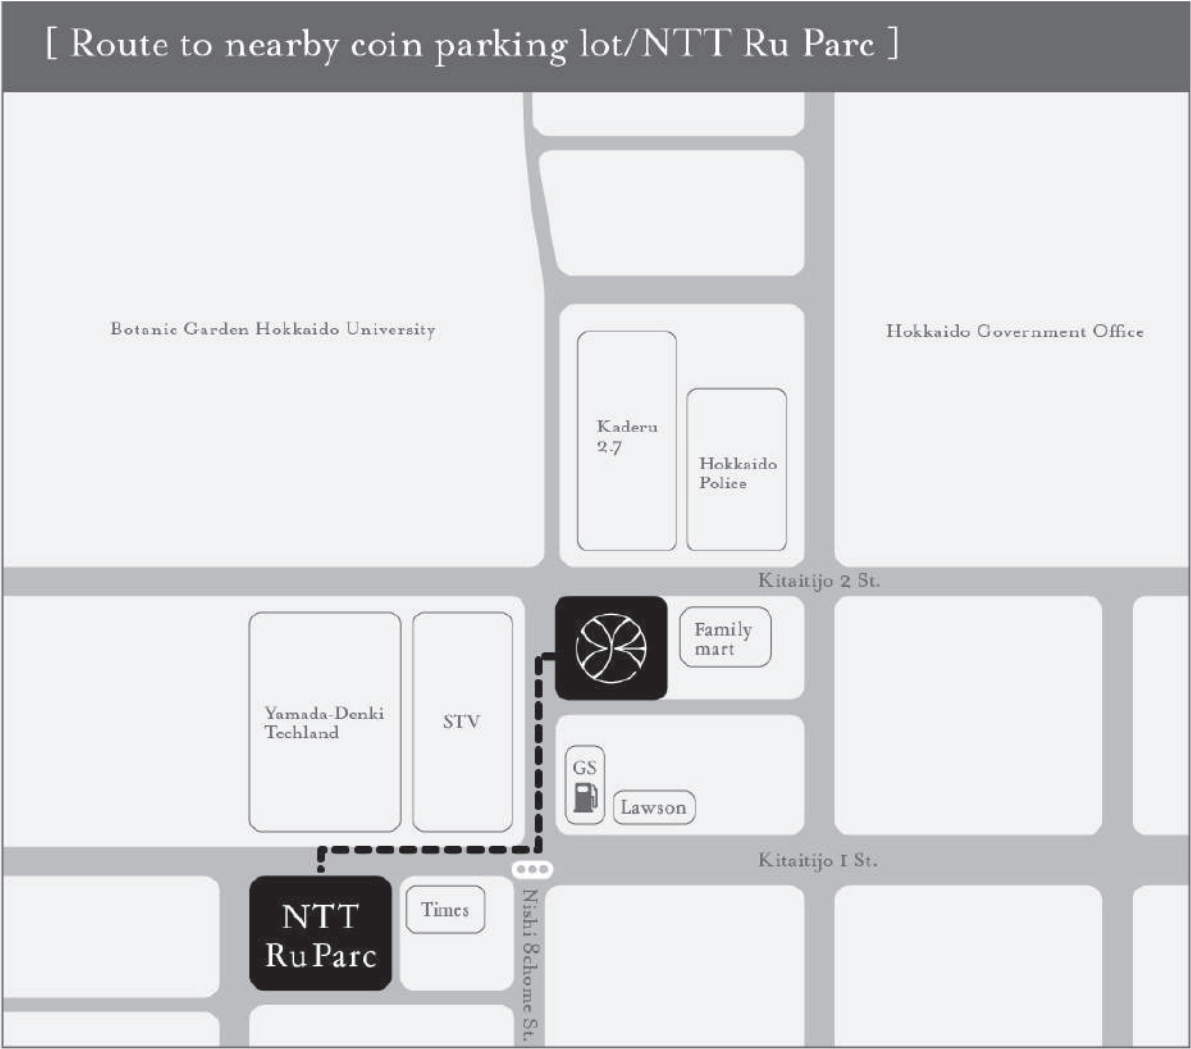 [ Route to nearby coin parking lot/NTT Ru Parc ]
Botanic Garden Hokkaido University
Hokkaido Government Office
Kaderu
2.7
Hokkaido
Police
Kitaitijo 2 St.
Family
mart
Yamada-Denki
Techland
STV
GS
Lawson
Kitaitijo 1 St.
NTT
Ru Parc
Times
Nishi 8chome St.